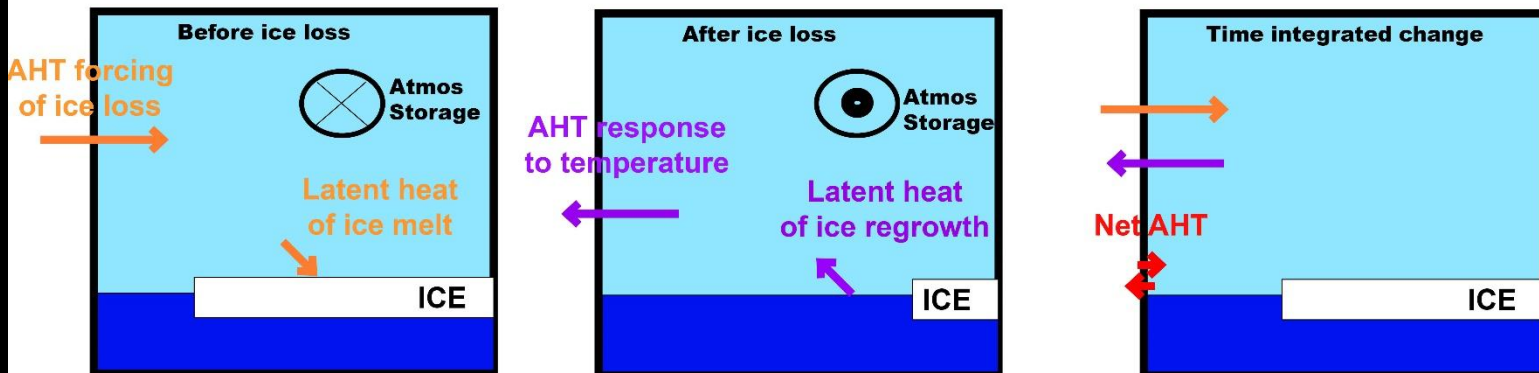 Before ice loss
AHT forcing
of ice loss
Atmos
Storage
Latent heat
of ice melt
ICE
After ice loss
Atmos
Storage
AHT response
to temperature
Latent heat
of ice regrowth
ICE
Time integrated change
Net AHT
ICE